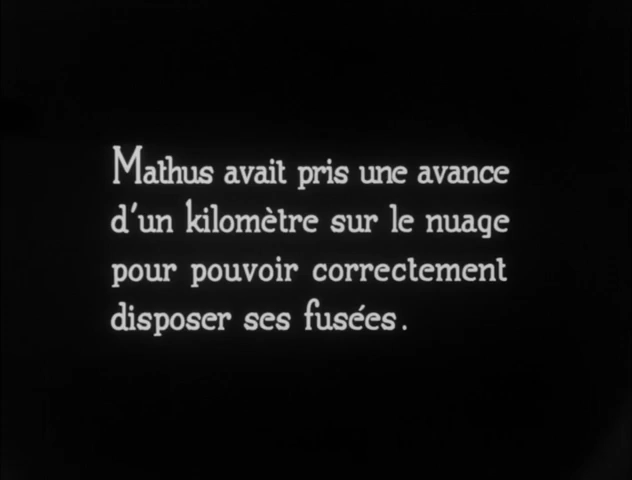 Mathus avait pris une avance
d'un kilomètre sur le nuage
pour pouvoir correctement
disposer ses fusées.